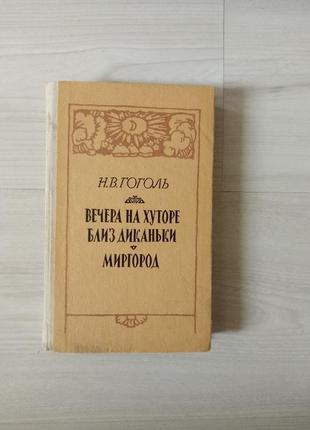 Н.В.ГОГОЛЬ
ВЕЧЕРА НА ХУТОРЕ
БЛИЗ ДИКАНЬКИ
МИРГОРОД